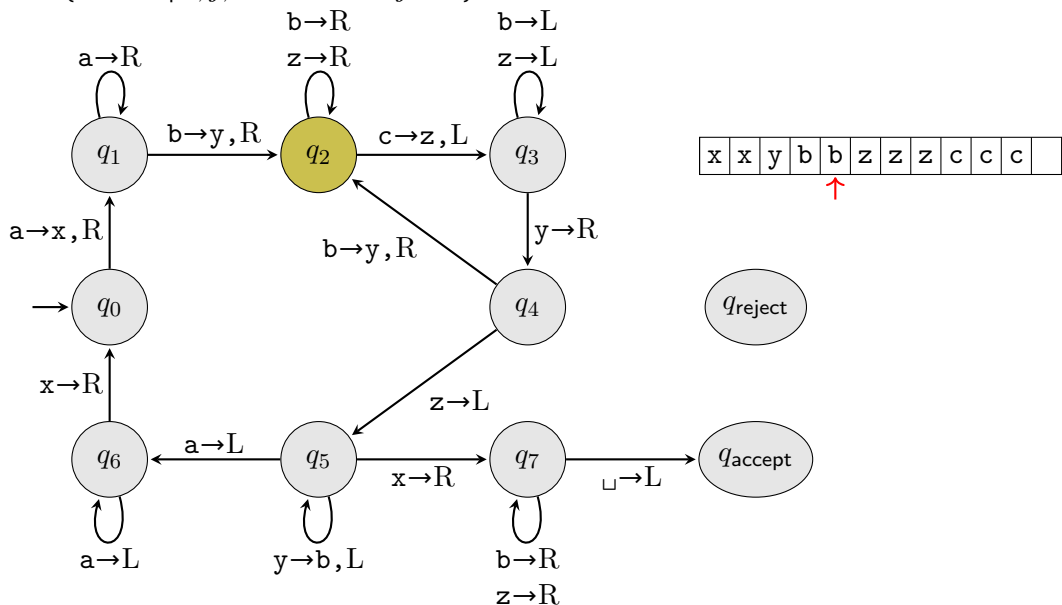 b→R
b→L
a→R
z→R
z→L
q1
b→y,R
q2
c→z,L
q3
x x y b b z z z c c c
↑
a→x,R
b→y,R
y→R
q0
q4
qreject
x→R
z→L
q6
a→L
q5
x→R
q7
␣→L
qaccept
a→L
y→b,L
b→R
z→R